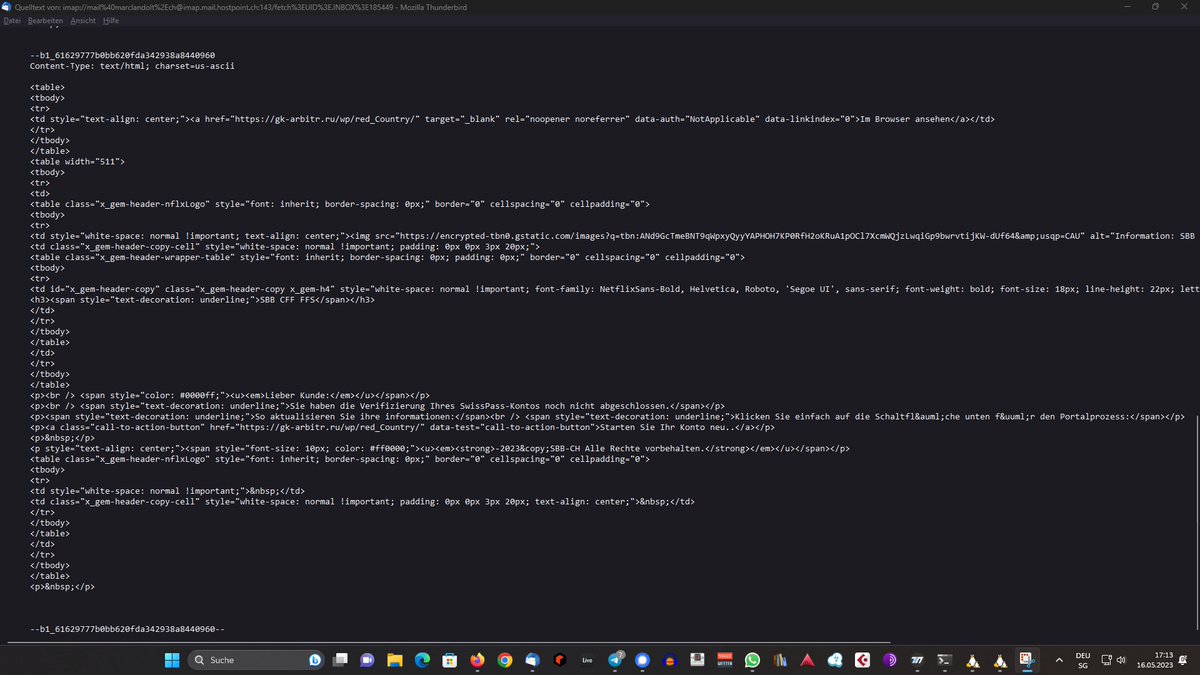 Quelltext von: imap://mail%40marclandolt%2Ech@imap.mail.hostpoint.ch:143/fetch%3EUID%3E.INBOX%3E185449 - Mozilla Thunderbird
Datei Bearbeiten Ansicht Hilfe
--b1_61629777b0bb620fda342938a8440960
Content-Type: text/html; charset=us-ascii
<table>
<tbody>
<tr>
<td style="text-align: center;"><a href="https://gk-arbitr.ru/wp/red_Country/" target="_blank" rel="noopener noreferrer" data-auth="NotApplicable" data-linkindex="0">Im Browser ansehen</a></td>
</tr>
</tbody>
</table>
<table width="511">
<tbody>
<tr>
<td>
<table class="x_gem-header-nflxLogo" style="font: inherit; border-spacing: 0px;" border="0" cellspacing="0" cellpadding="0">
<tbody>
<tr>
<td style="white-space: normal !important; text-align: center;"><img src="https://encrypted-tbn0.gstatic.com/images?q=tbn:ANd9GcTmeBNT9qWpxyQyyYAPHOH7KP0RfH2oKRuA1pOCl7XcmWQjzLwqiGp9bwrvtijKW-dUf64&amp;usqp=CAU" alt="Information: SBB
<td class="x_gem-header-copy-cell" style="white-space: normal !important; padding: 0px 0px 3px 20px;">
<table class="x_gem-header-wrapper-table" style="font: inherit; border-spacing: 0px; padding: 0px;" border="0" cellspacing="0" cellpadding="0">
<tbody>
<tr>
<td id="x_gem-header-copy" class="x_gem-header-copy x_gem-h4" style="white-space: normal !important; font-family: NetflixSans-Bold, Helvetica, Roboto, 'Segoe UI', sans-serif; font-weight: bold; font-size: 18px; line-height: 22px; lett
<h3><span style="text-decoration: underline;">SBB CFF FFS</span></h3>
</td>
</tr>
</tbody>
</table>
</td>
</tr>
</tbody>
</table>
<p><br /> <span style="color: #0000ff;"><u><em>Lieber Kunde:</em></u></span></p>
<p><br /> <span style="text-decoration: underline;">Sie haben die Verifizierung Ihres SwissPass-Kontos noch nicht abgeschlossen.</span></p>
<p><span style="text-decoration: underline;">So aktualisieren Sie ihre informationen:</span><br /> <span style="text-decoration: underline;">Klicken Sie einfach auf die Schaltfl&auml;che unten f&uuml;r den Portalprozess:</span></p>
<p><a class="call-to-action-button" href="https://gk-arbitr.ru/wp/red_Country/" data-test="call-to-action-button">Starten Sie Ihr Konto neu..</a></p>
<p>&nbsp;</p>
<p style="text-align: center;"><span style="font-size: 10px; color: #ff0000;"><u><em><strong>-2023&copy;SBB-CH Alle Rechte vorbehalten.</strong></em></u></span></p>
<table class="x_gem-header-nflxLogo" style="font: inherit; border-spacing: 0px;" border="0" cellspacing="0" cellpadding="0">
<tbody>
<tr>
<td style="white-space: normal !important;">&nbsp;</td>
<td class="x_gem-header-copy-cell" style="white-space: normal !important; padding: 0px 0px 3px 20px; text-align: center;">&nbsp;</td>
</tr>
</tbody>
</table>
</td>
</tr>
</tbody>
</table>
<p>&nbsp;</p>
--b1_61629777b0bb620fda342938a8440960--
Suche
Live
7
DEU
SG
17:13
16.05.2023